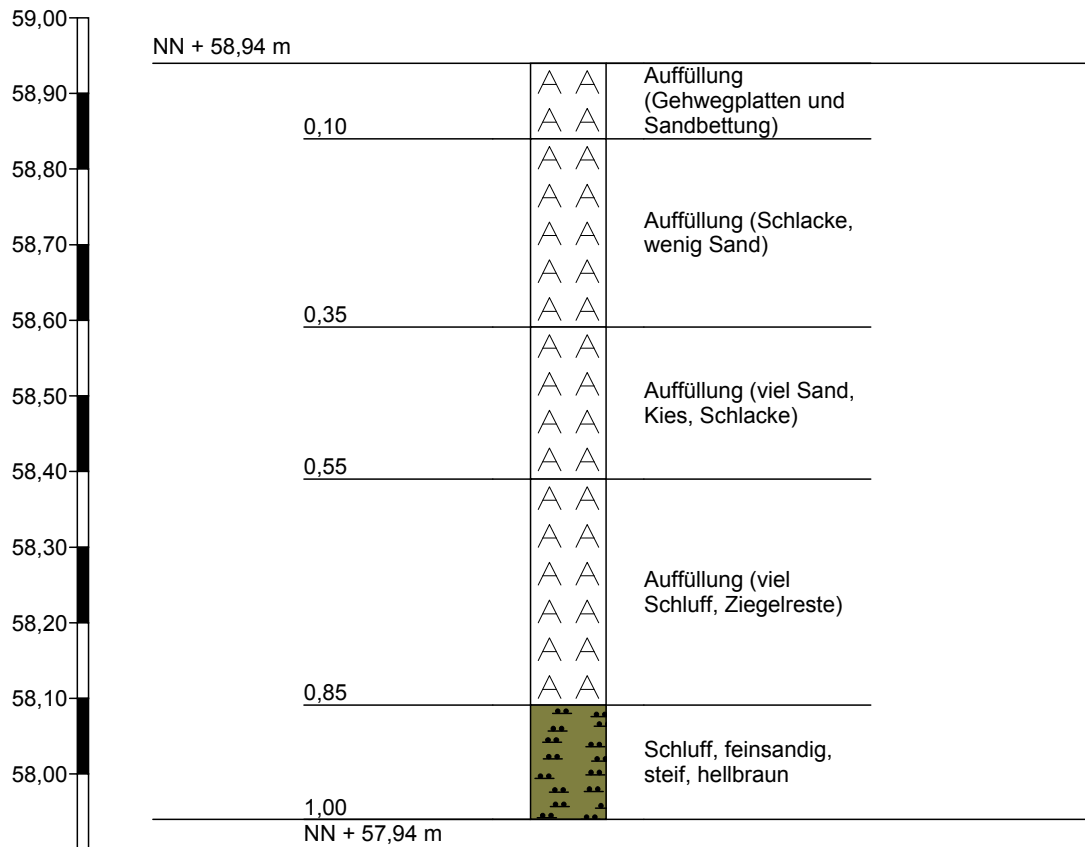 59,00
NN + 58,94 m
Auffüllung
(Gehwegplatten und
Sandbettung)
58,90
0,10
58,80
Auffüllung (Schlacke,
wenig Sand)
58,70
58,60
0,35
58,50
Auffüllung (viel Sand,
Kies, Schlacke)
58,40
0,55
58,30
Auffüllung (viel
Schluff, Ziegelreste)
58,20
58,10
0,85
Schluff, feinsandig,
steif, hellbraun
58,00
1,00
NN + 57,94 m